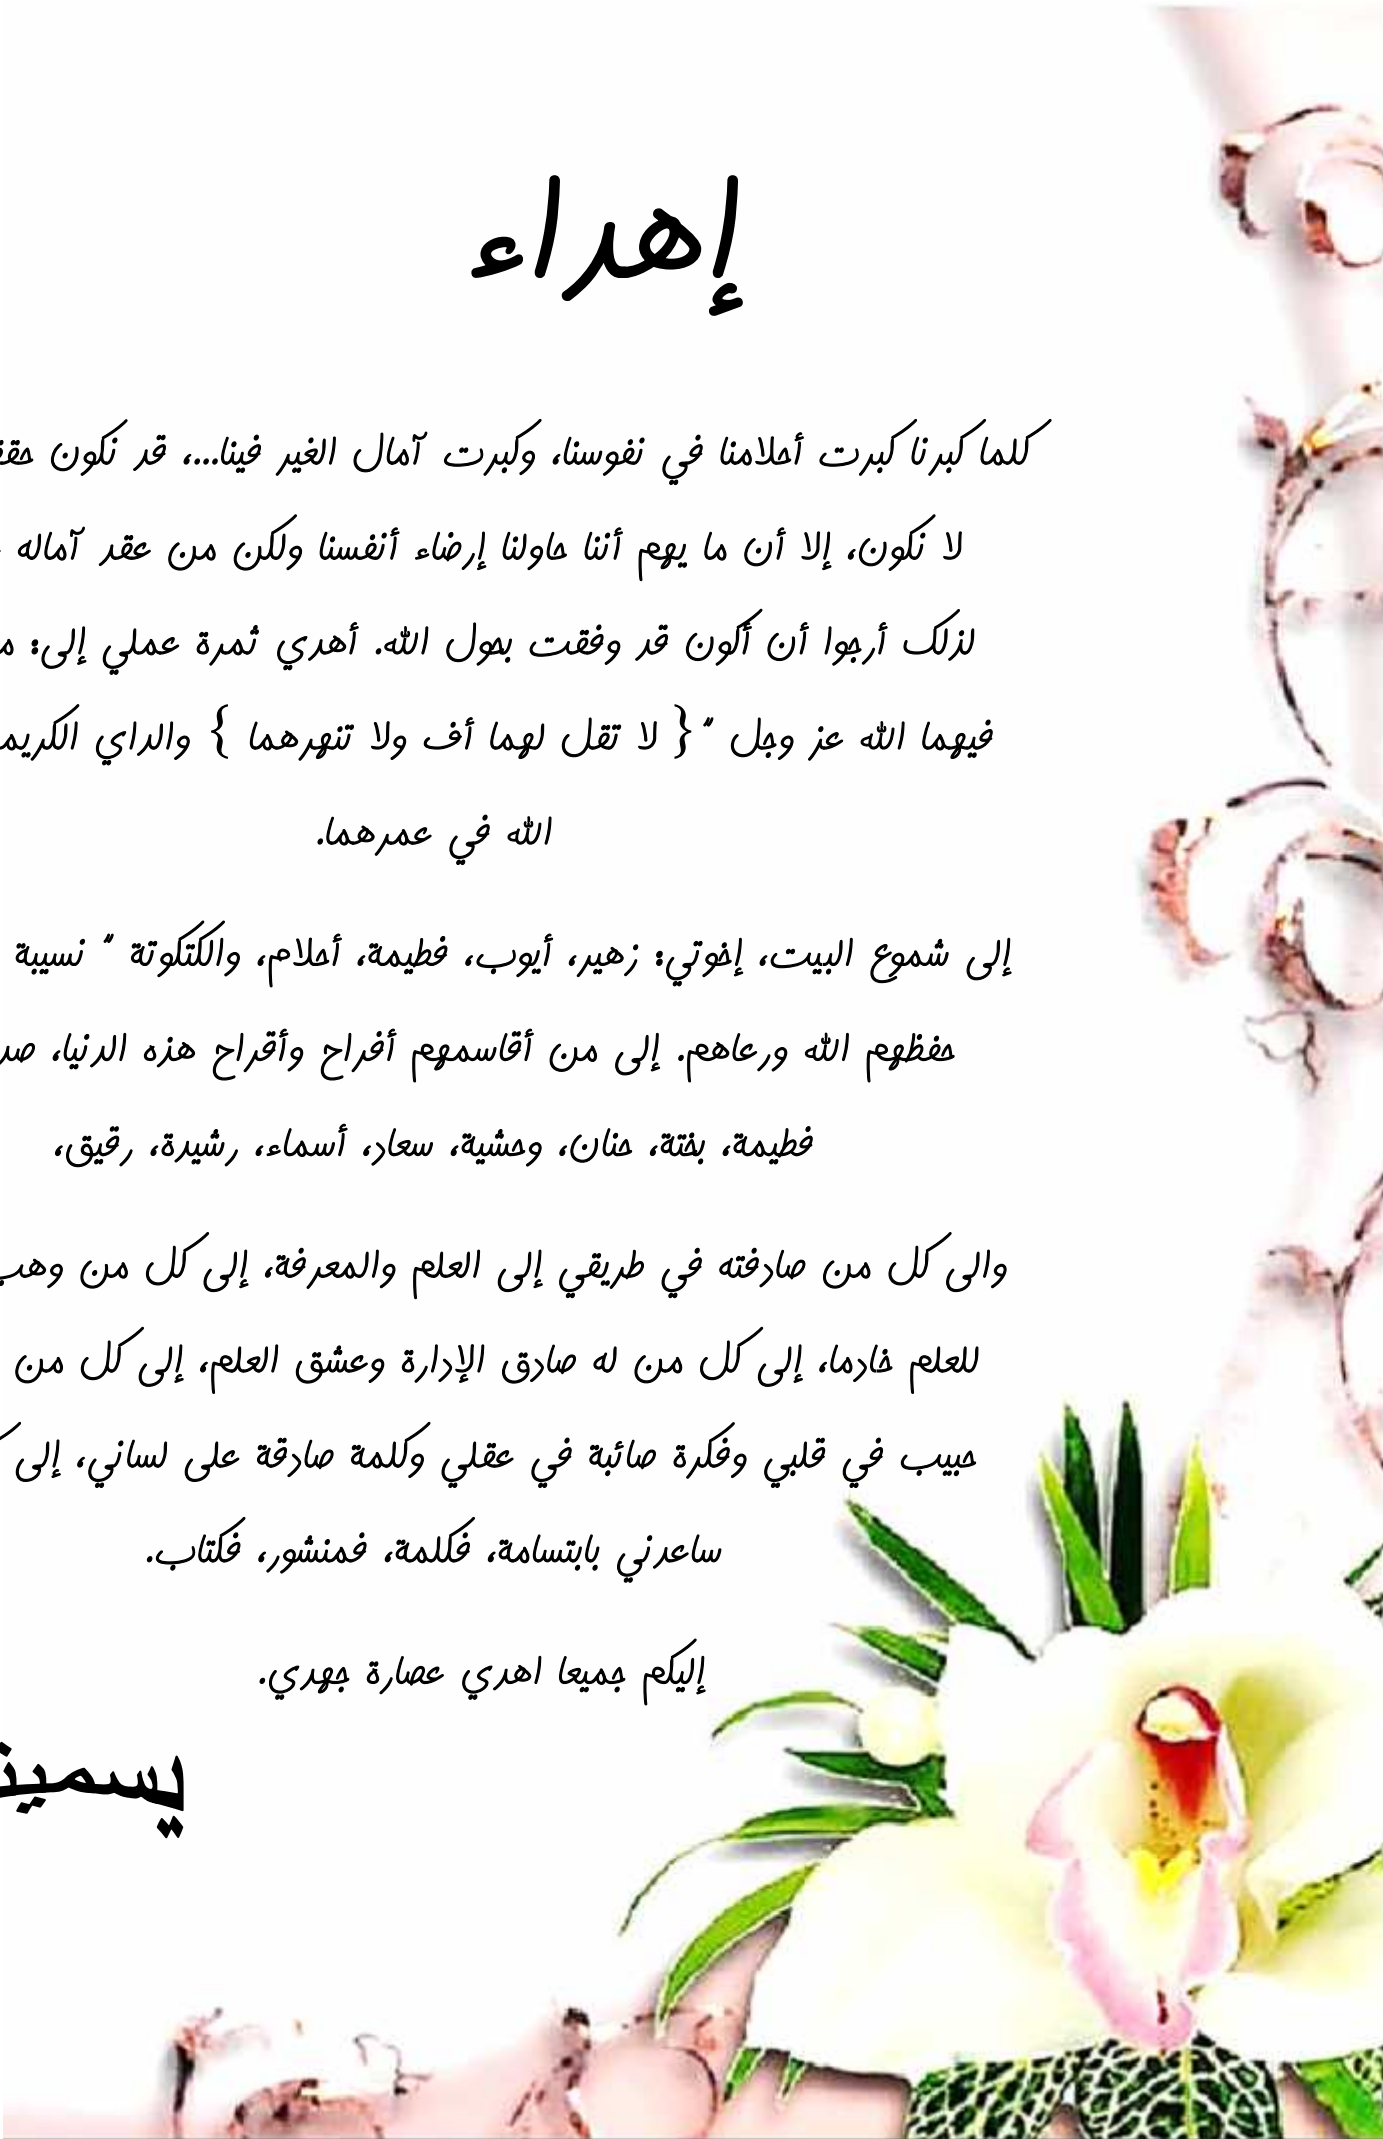 إهداء
كلما كبرنا كبرت أحلامنا في نفوسنا، وكبرت آمال الغير فينا...، قد نكون
لا نكون، إلا أن ما يهم أننا حاولنا إرضاء أنفسنا ولكن من عقد آماله
لذلك أرجوا أن أكون قد وفقت بحول الله. أهدي ثمرة عملي إلى:
فيهما الله عز وجل "{ لا تقل لهما أف ولا تنهرهما } والداي
الله في عمرهما.
إلى شموع البيت، إخوتي: زهير، أيوب، فطيمة، أحلام، والكتكوتة " نسيبة
حفظهم الله ورعاهم. إلى من أقاسمهم أفراح وأقراح هذه الدنيا،
فطيمة، بختة، حنان، وحشية، سعاد، أسماء، رشيدة، رفيق،
والى كل من صادفته في طريقي إلى العلم والمعرفة، إلى كل من
للعلم خادما، إلى كل من له صادق الإدارة وعشق العلم، إلى كل من
حبيب في قلبي وفكرة صائبة في عقلي وكلمة صادقة على لساني، إلى
ساعدني بابتسامة، فكلمة، فمنشور، فكتاب.
إليكم جميعا اهدي عصارة جهدي.